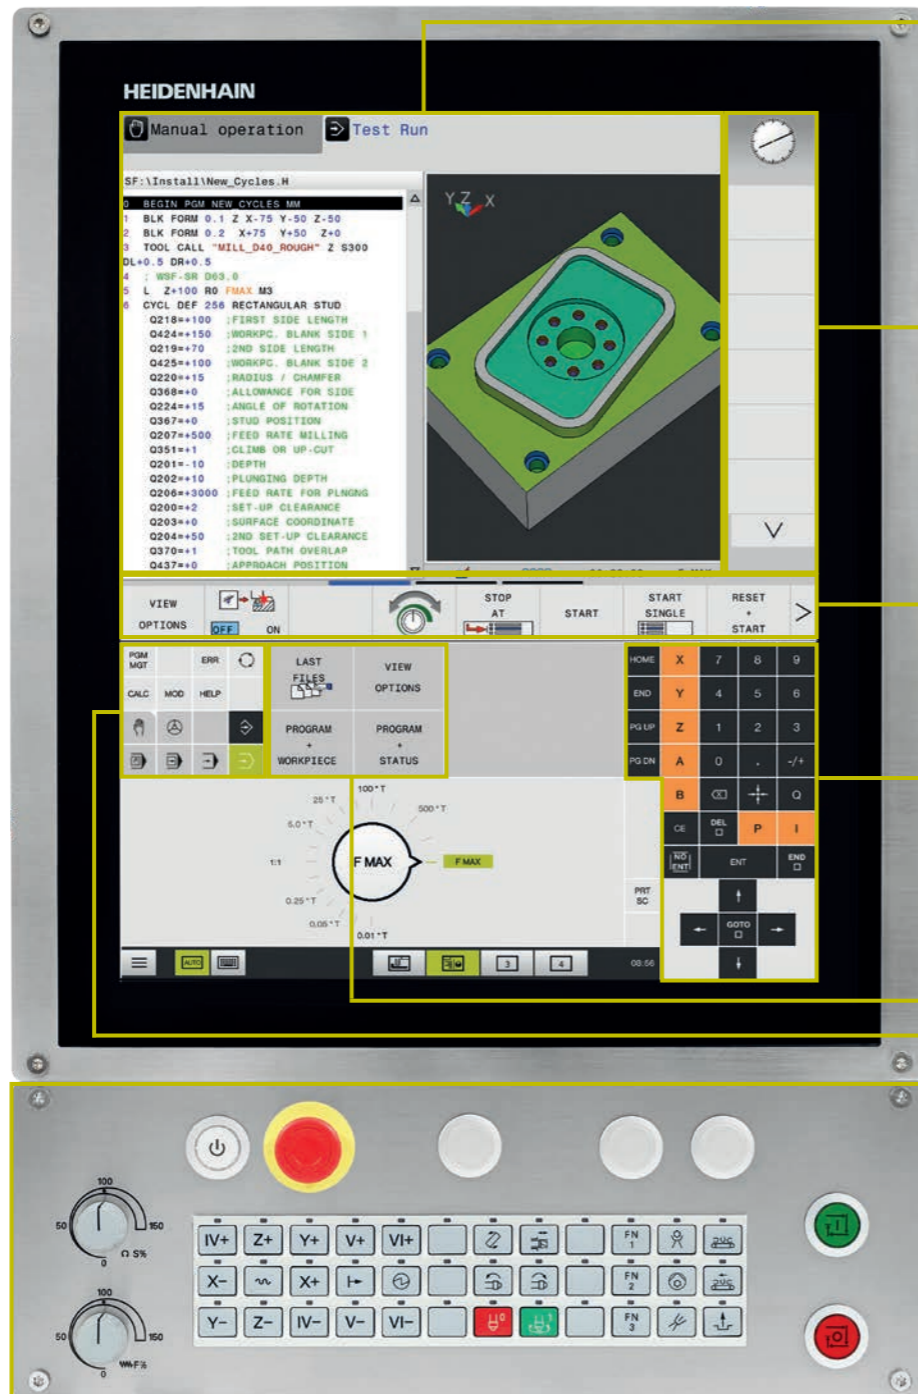 HEIDENHAIN
Manual operation
Test Run
SF:\Install\New_Cycles.H
0 BEGIN PGM NEW_CYCLES MM
1 BLK FORM 0.1 Z X-75 Y-50 Z-50
2 BLK FORM 0.2 X+75 Y+50 Z+0
3 TOOL CALL "MILL_D40_ROUGH" Z S300
DL+0.5 DR+0.5
4 ; WSF-SR D63.0
5 L Z+100 R0 FMAX M3
6 CYCL DEF 256 RECTANGULAR STUD
Q218=+100 ;FIRST SIDE LENGTH
Q424=+150 ;WORKPC. BLANK SIDE 1
Q219=+70 ;2ND SIDE LENGTH
Q425=+100 ;WORKPC. BLANK SIDE 2
Q220=+15 ;RADIUS / CHAMFER
Q368=+0 ;ALLOWANCE FOR SIDE
Q224=+15 ;ANGLE OF ROTATION
Q367=+0 ;STUD POSITION
Q207=+500 ;FEED RATE MILLING
Q351=+1 ;CLIMB OR UP-CUT
Q201=-10 ;DEPTH
Q202=+10 ;PLUNGING DEPTH
Q206=+3000 ;FEED RATE FOR PLNGNG
Q200=+2 ;SET-UP CLEARANCE
Q203=+0 ;SURFACE COORDINATE
Q204=+50 ;2ND SET-UP CLEARANCE
Q370=+1 ;TOOL PATH OVERLAP
Q437=+0 ;APPROACH POSITION
Y Z X
VIEW
OPTIONS
OFF ON
STOP
AT
START
START
SINGLE
RESET
+
START
PGM
MGT
ERR
CALC MOD HELP
LAST
FILES
VIEW
OPTIONS
PROGRAM
+
WORKPIECE
PROGRAM
+
STATUS
HOME X 7 8 9
END Y 4 5 6
PG UP Z 1 2 3
PG DN A 0 . -/+
B Q
CE DEL P I
NO
ENT
ENT
END
GOTO
100*T
25*T
500*T
5.0*T
1:1
F MAX
F MAX
0.25*T
0.05*T
0.01*T
PRT
SC
AUTO
3 4
08:56
100
50 150
0
S%
100
50 150
0
F%
IV+ Z+ Y+ V+ VI+ FN 1
X- X+ FN 2
Y- Z- IV- V- VI- FN 3